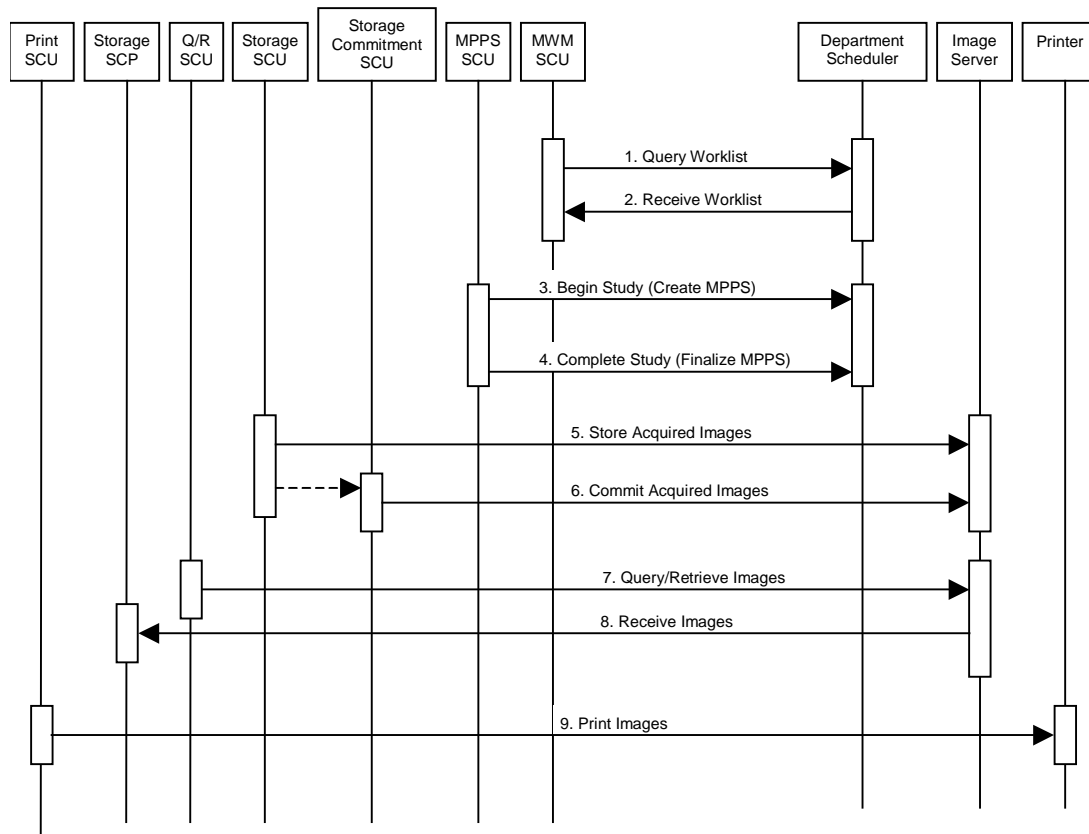 Print
SCU
Storage
SCP
Q/R
SCU
Storage
SCU
Storage
Commitment
SCU
MPPS
SCU
MWM
SCU
Department
Scheduler
Image
Server
Printer
1. Query Worklist
2. Receive Worklist
3. Begin Study (Create MPPS)
4. Complete Study (Finalize MPPS)
5. Store Acquired Images
6. Commit Acquired Images
7. Query/Retrieve Images
8. Receive Images
9. Print Images